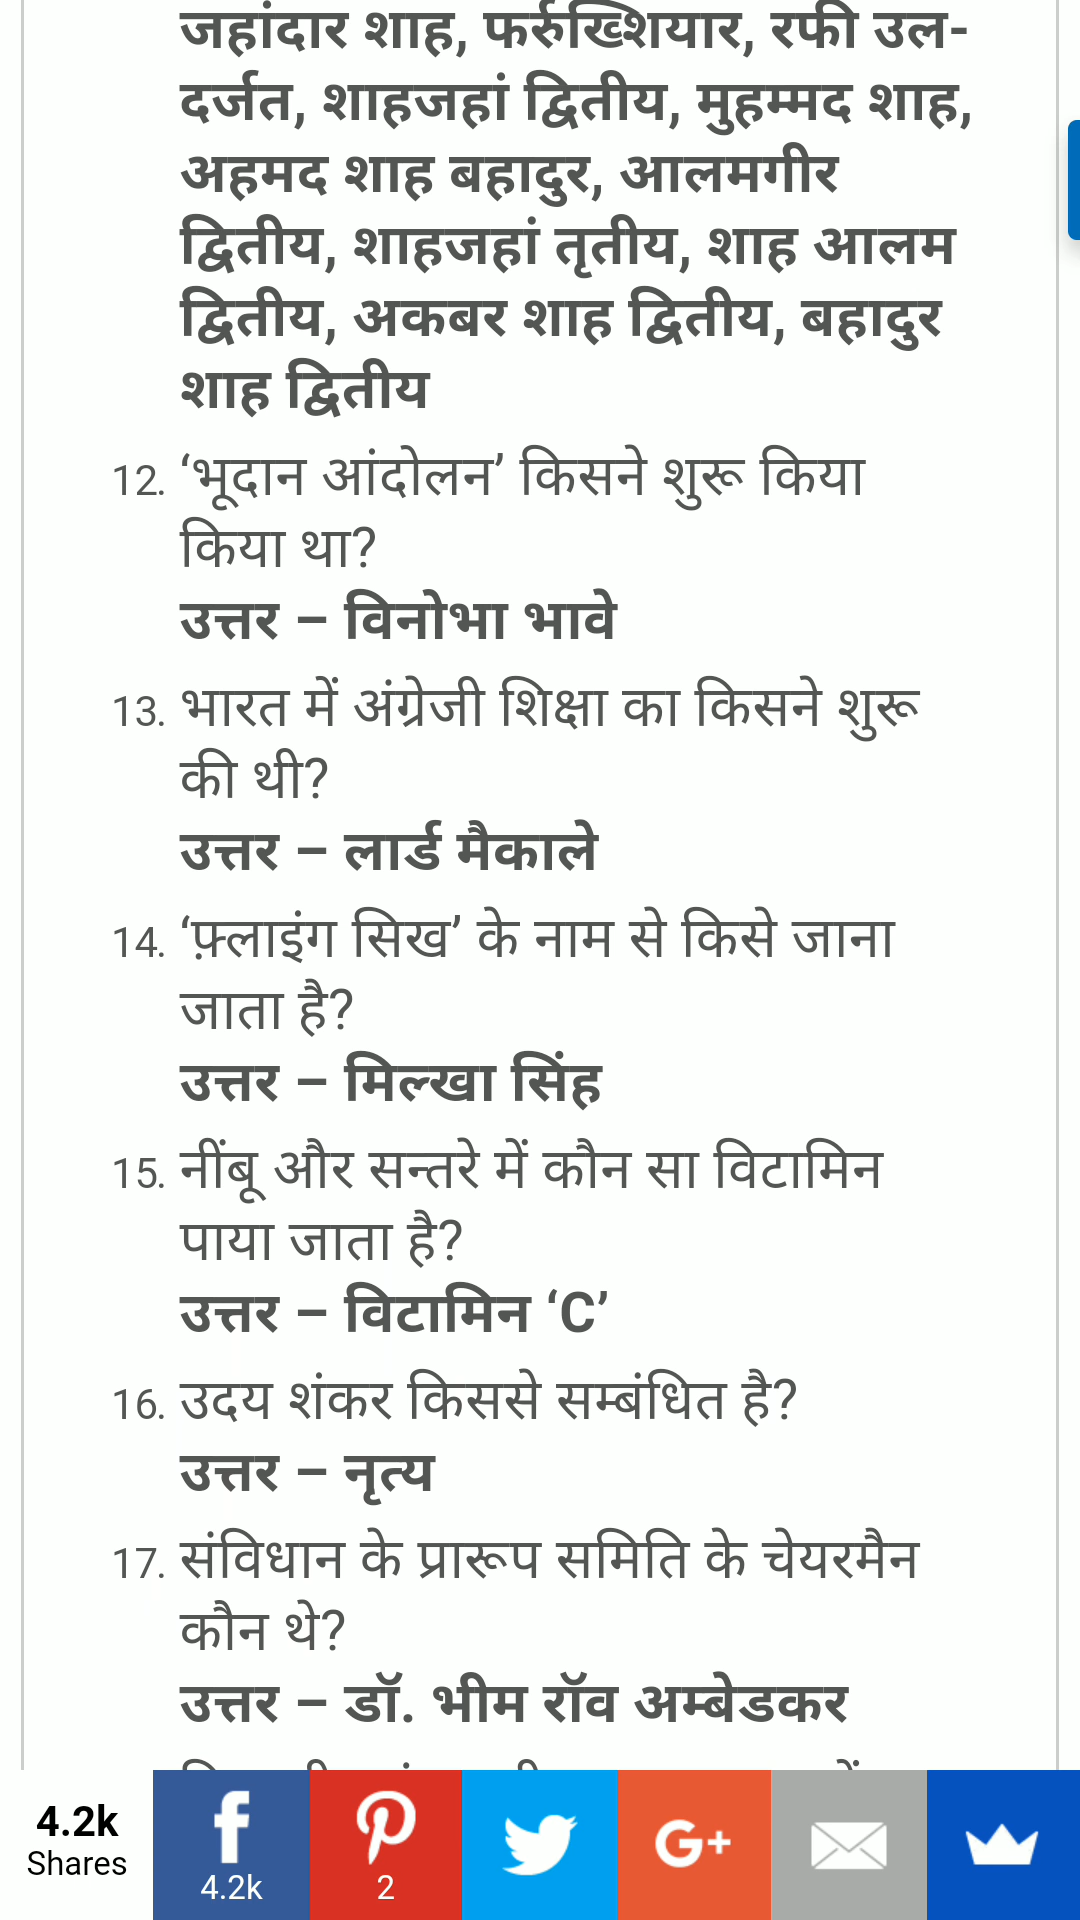 जहांदार शाह, फर्रुख्शियार, रफी उल-
दर्जत, शाहजहां द्वितीय, मुहम्मद शाह,
अहमद शाह बहादुर, आलमगीर
द्वितीय, शाहजहां तृतीय, शाह आलम
द्वितीय, अकबर शाह द्वितीय, बहादुर
शाह द्वितीय
12. ‘भूदान आंदोलन’ किसने शुरू किया
किया था?
उत्तर – विनोभा भावे
13. भारत में अंग्रेजी शिक्षा का किसने शुरू
की थी?
उत्तर – लार्ड मैकाले
14. ‘फ़्लाइंग सिख’ के नाम से किसे जाना
जाता है?
उत्तर – मिल्खा सिंह
15. नींबू और सन्तरे में कौन सा विटामिन
पाया जाता है?
उत्तर – विटामिन ‘C’
16. उदय शंकर किससे सम्बंधित है?
उत्तर – नृत्य
17. संविधान के प्रारूप समिति के चेयरमैन
कौन थे?
उत्तर – डॉ. भीम रॉव अम्बेडकर
4.2k
Shares
4.2k
2
G+